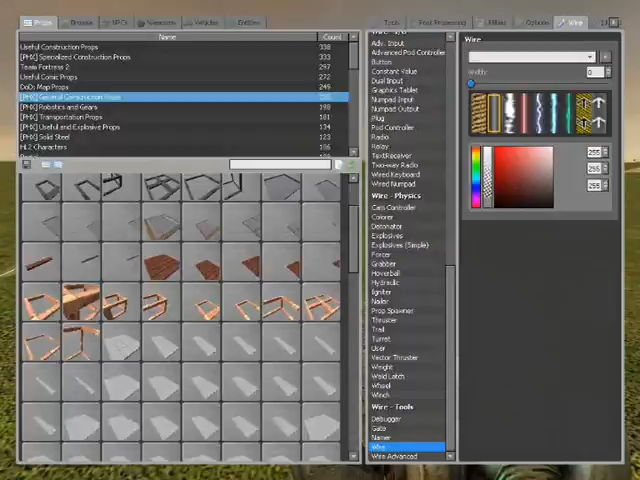 Props
Browse
NPCs
Weapons
Vehicles
Entities
Tools
Post Processing
Utilities
Options
Wire
Name
Count
Useful Construction Props 338
[PHX] Specialized Construction Props 333
Team Fortress 2 297
Useful Comic Props 272
DoDs Map Props 245
[PHX] General Construction Props
[PHX] Robotics and Gears 198
[PHX] Transportation Props 181
[PHX] Useful and Explosive Props 134
[PHX] Solid Steel 123
HL2 Characters 111
Adv. Input
Advanced Pod Controller
Button
Constant Value
Dual Input
Graphics Tablet
Numpad Input
Numpad Output
Plug
Pod Controller
Radio
Relay
TextReceiver
Two-way Radio
Wired Keyboard
Wired Numpad
Wire - Physics
Cam Controller
Colorer
Detonator
Explosives
Explosives (Simple)
Forcer
Grabber
Hoverball
Hydraulic
Igniter
Nailer
Prop Spawner
Thruster
Trail
Turret
User
Vector Thruster
Weight
Weld Latch
Wheel
Winch
Wire - Tools
Debugger
Gate
Namer
Wire
Wire Advanced
Wire
Width:
255
255
255